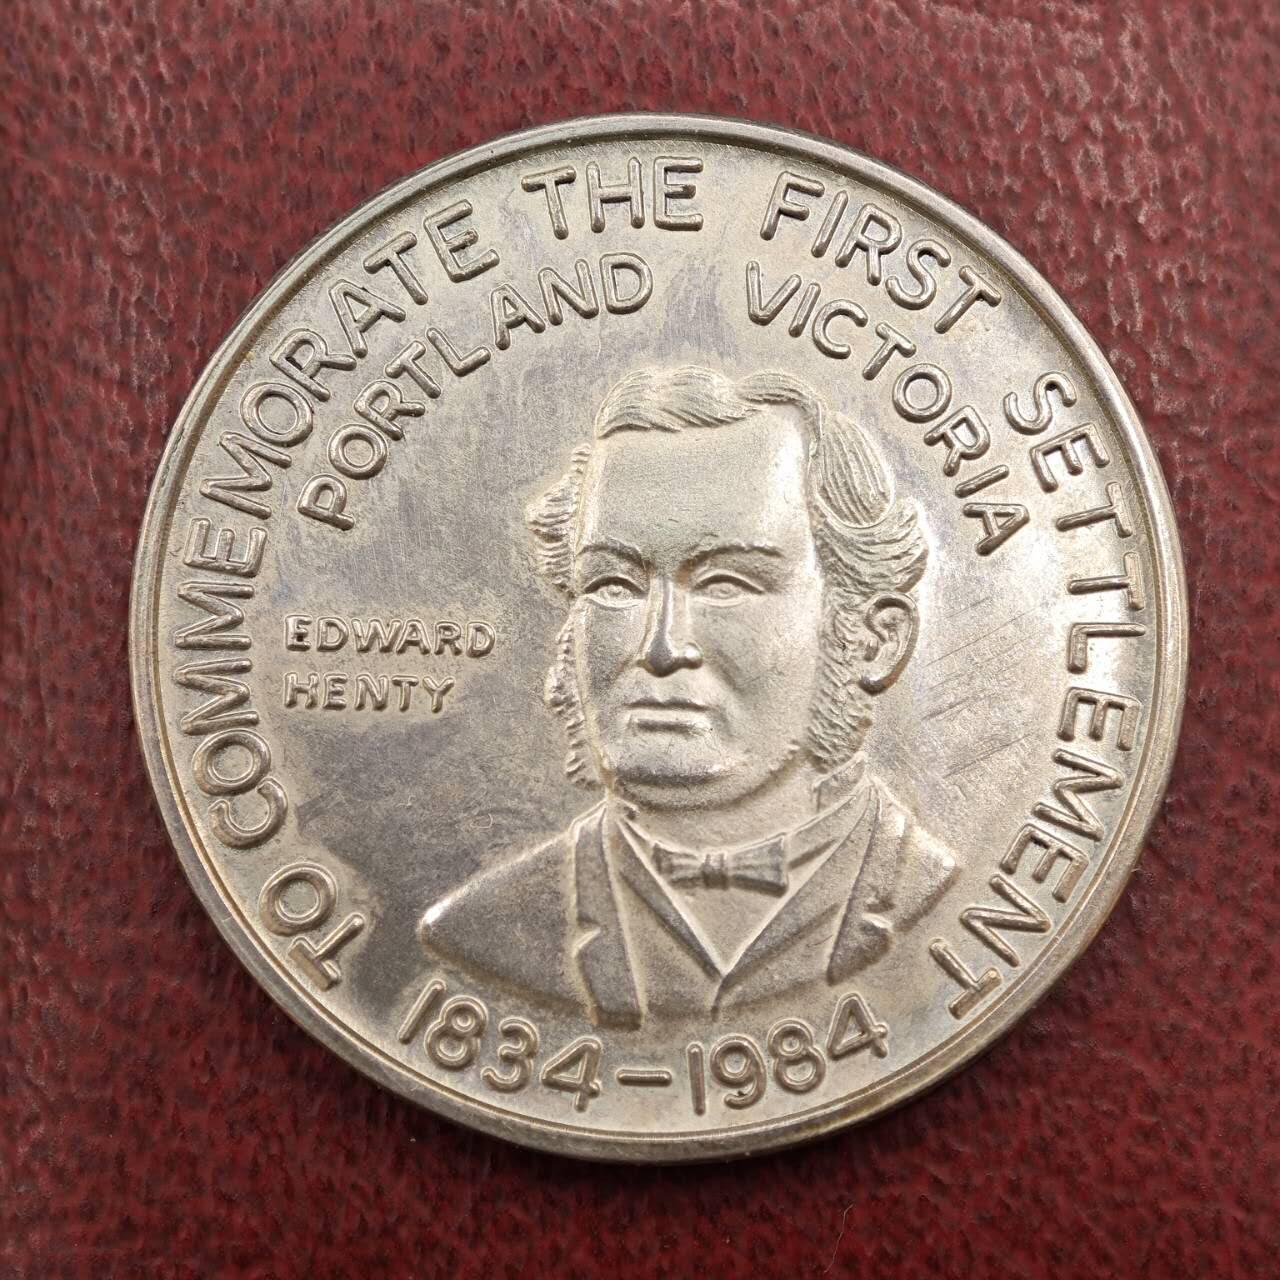 TO COMMEMORATE THE FIRST SETTLEMENT
PORTLAND VICTORIA
EDWARD
HENTY
1834-1984